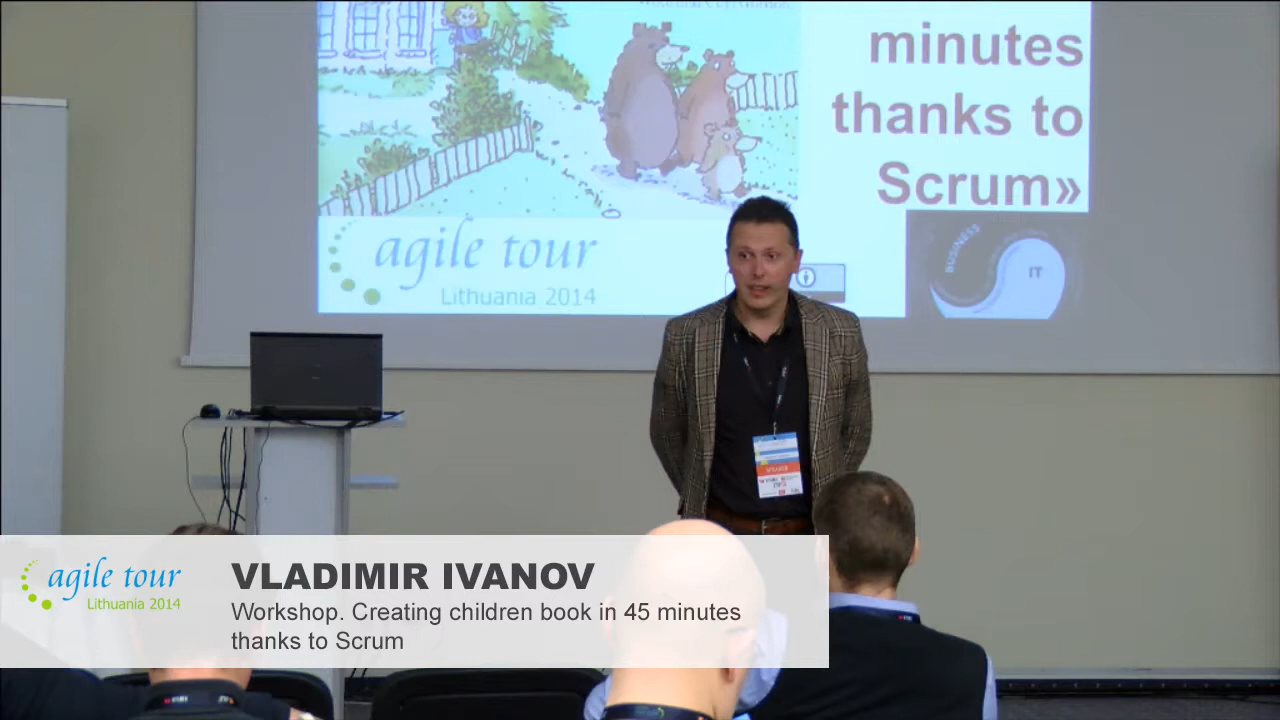 minutes
thanks to
Scrum»
agile tour
Lithuania 2014
BUSINESS
IT
agile tour
Lithuania 2014
VLADIMIR IVANOV
Workshop. Creating children book in 45 minutes
thanks to Scrum